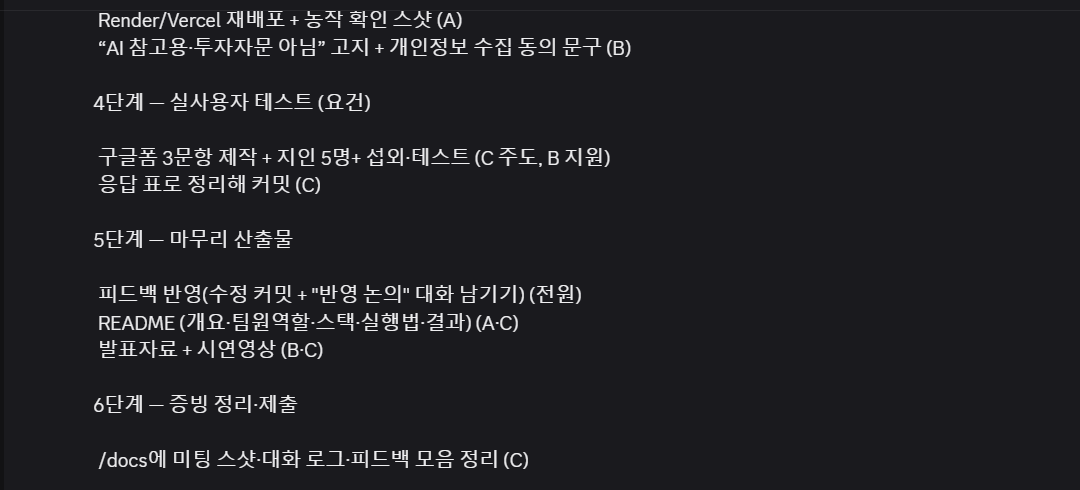 Render/Vercel 재배포 + 동작 확인 스샷 (A)
“AI 참고용·투자자문 아님” 고지 + 개인정보 수집 동의 문구 (B)
4단계 — 실사용자 테스트 (요건)
구글폼 3문항 제작 + 지인 5명+ 섭외·테스트 (C 주도, B 지원)
응답 표로 정리해 커밋 (C)
5단계 — 마무리 산출물
피드백 반영(수정 커밋 + "반영 논의" 대화 남기기) (전원)
README (개요·팀원역할·스택·실행법·결과) (A·C)
발표자료 + 시연영상 (B·C)
6단계 — 증빙 정리·제출
/docs에 미팅 스샷·대화 로그·피드백 모음 정리 (C)